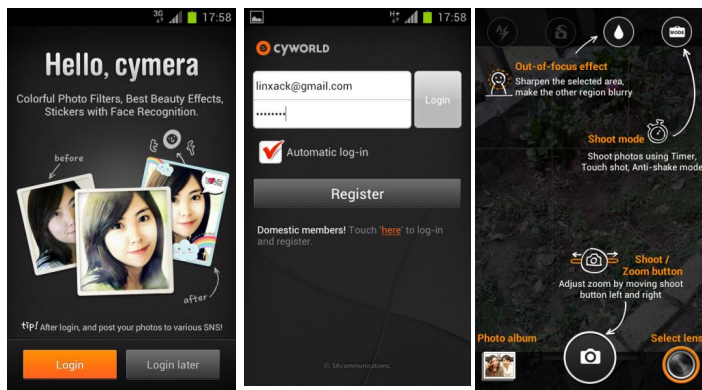 3G 17:58
Hello, cymera
Colorful Photo Filters, Best Beauty Effects,
Stickers with Face Recognition.
before
after
tip! After login, and post your photos to various SNS!
Login
Login later
H+ 17:58
CYWORLD
linxack@gmail.com
••••••••
Login
Automatic log-in
Register
Domestic members! Touch 'here' to log-in
and register.
© SKcommunications.
MODE
Out-of-focus effect
Sharpen the selected area,
make the other region blurry
Shoot mode
Shoot photos using Timer,
Touch shot, Anti-shake mode
Shoot /
Zoom button
Adjust zoom by moving shoot
button left and right
Photo album
Select lens